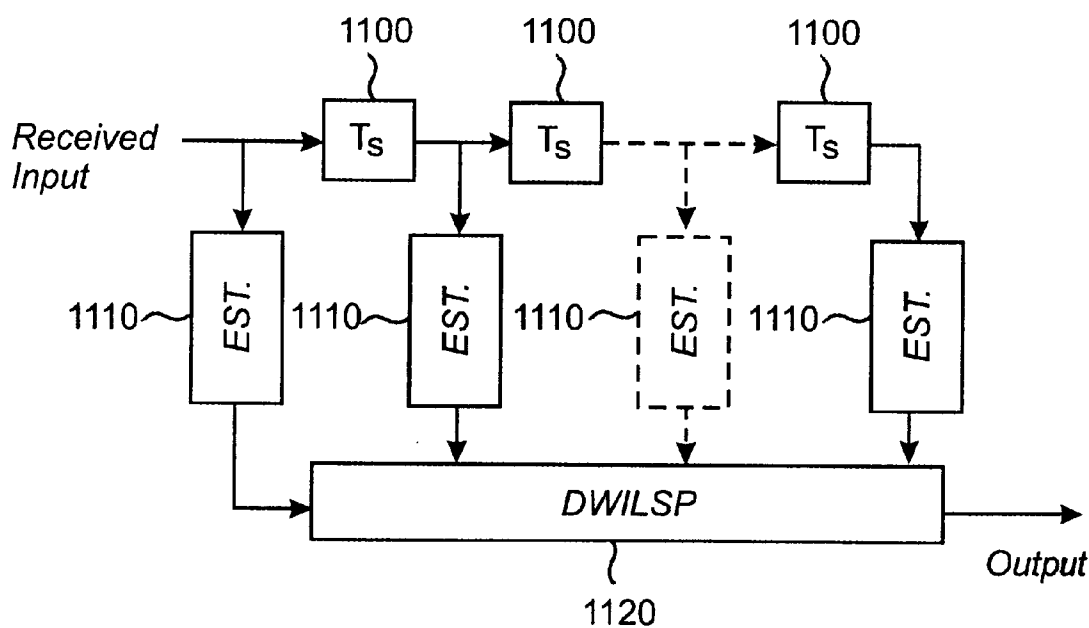 1100 1100 1100
Received
Input
Ts Ts Ts
1110 EST. 1110 EST. 1110 EST. 1110 EST.
DWILSP
Output
1120